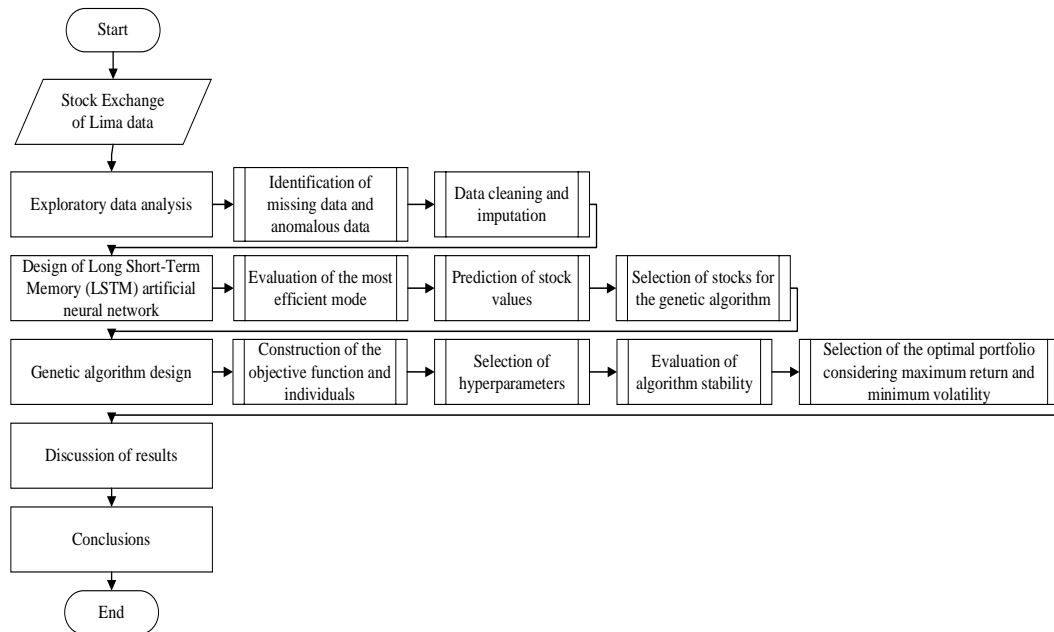 Start
Stock Exchange
of Lima data
Exploratory data analysis
Identification of
missing data and
anomalous data
Data cleaning and
imputation
Design of Long Short-Term
Memory (LSTM) artificial
neural network
Evaluation of the most
efficient mode
Prediction of stock
values
Selection of stocks for
the genetic algorithm
Genetic algorithm design
Construction of the
objective function and
individuals
Selection of
hyperparameters
Evaluation of
algorithm stability
Selection of the optimal portfolio
considering maximum return and
minimum volatility
Discussion of results
Conclusions
End